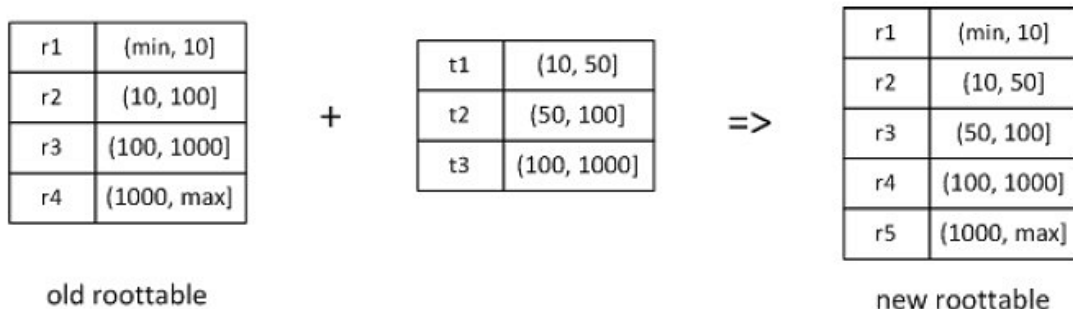 r1 (min, 10]
r2 (10, 100]
r3 (100, 1000]
r4 (1000, max]
old roottable
+
t1 (10, 50]
t2 (50, 100]
t3 (100, 1000]
=>
r1 (min, 10]
r2 (10, 50]
r3 (50, 100]
r4 (100, 1000]
r5 (1000, max]
new roottable